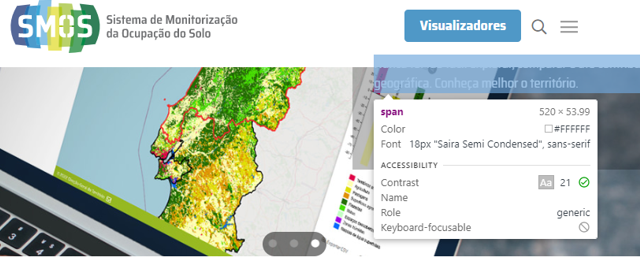 SMOS
Sistema de Monitorização
da Ocupação do Solo
Visualizadores
geográfica. Conheça melhor o território.
span
520 × 53.99
Color
#FFFFFF
Font
18px "Saira Semi Condensed", sans-serif
ACCESSIBILITY
Contrast
Aa
21
Name
Role
generic
Keyboard-focusable